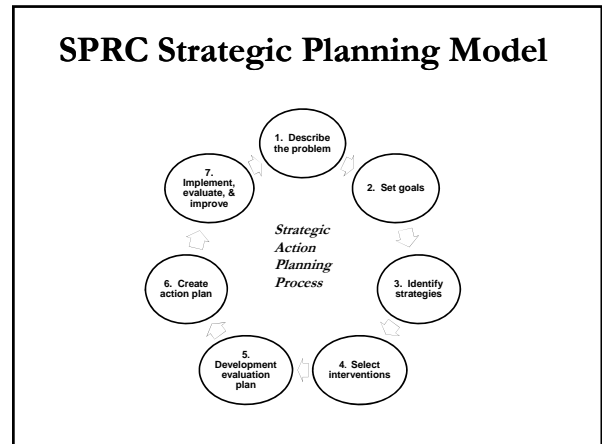 SPRC Strategic Planning Model
1. Describe
the problem
2. Set goals
3. Identify
strategies
4. Select
interventions
5.
Development
evaluation
plan
6. Create
action plan
7.
Implement,
evaluate, &
improve
Strategic
Action
Planning
Process